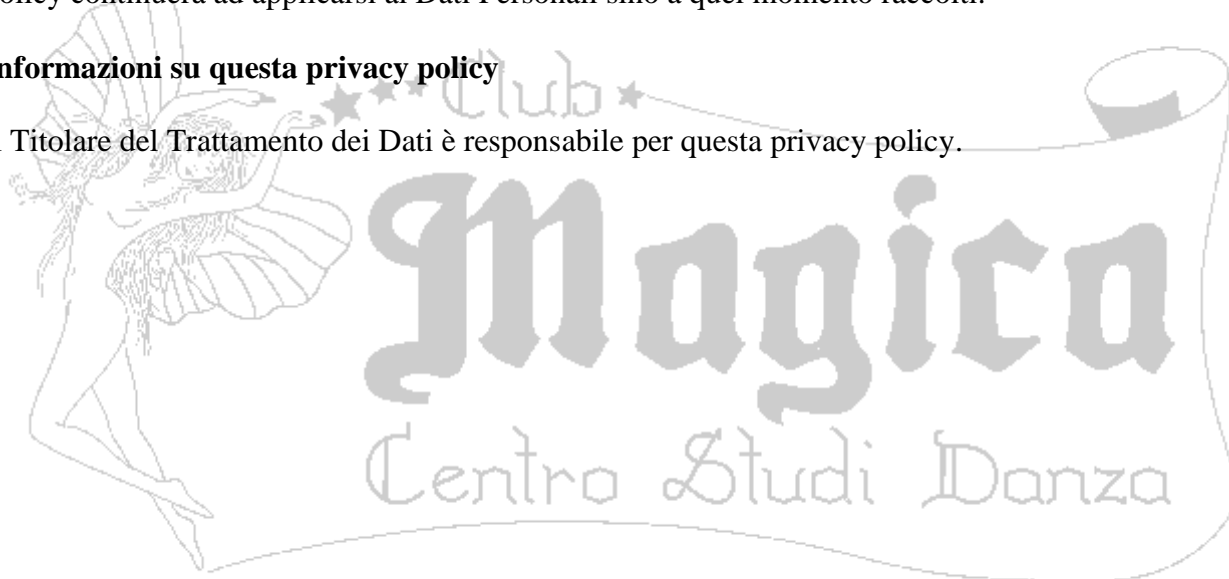 olicy continuerà ad applicarsi ai Dati Personali sino a quel momento raccolti.
nformazioni su questa privacy policy
Titolare del Trattamento dei Dati è responsabile per questa privacy policy.
Club
Magica
Centro Studi Danza